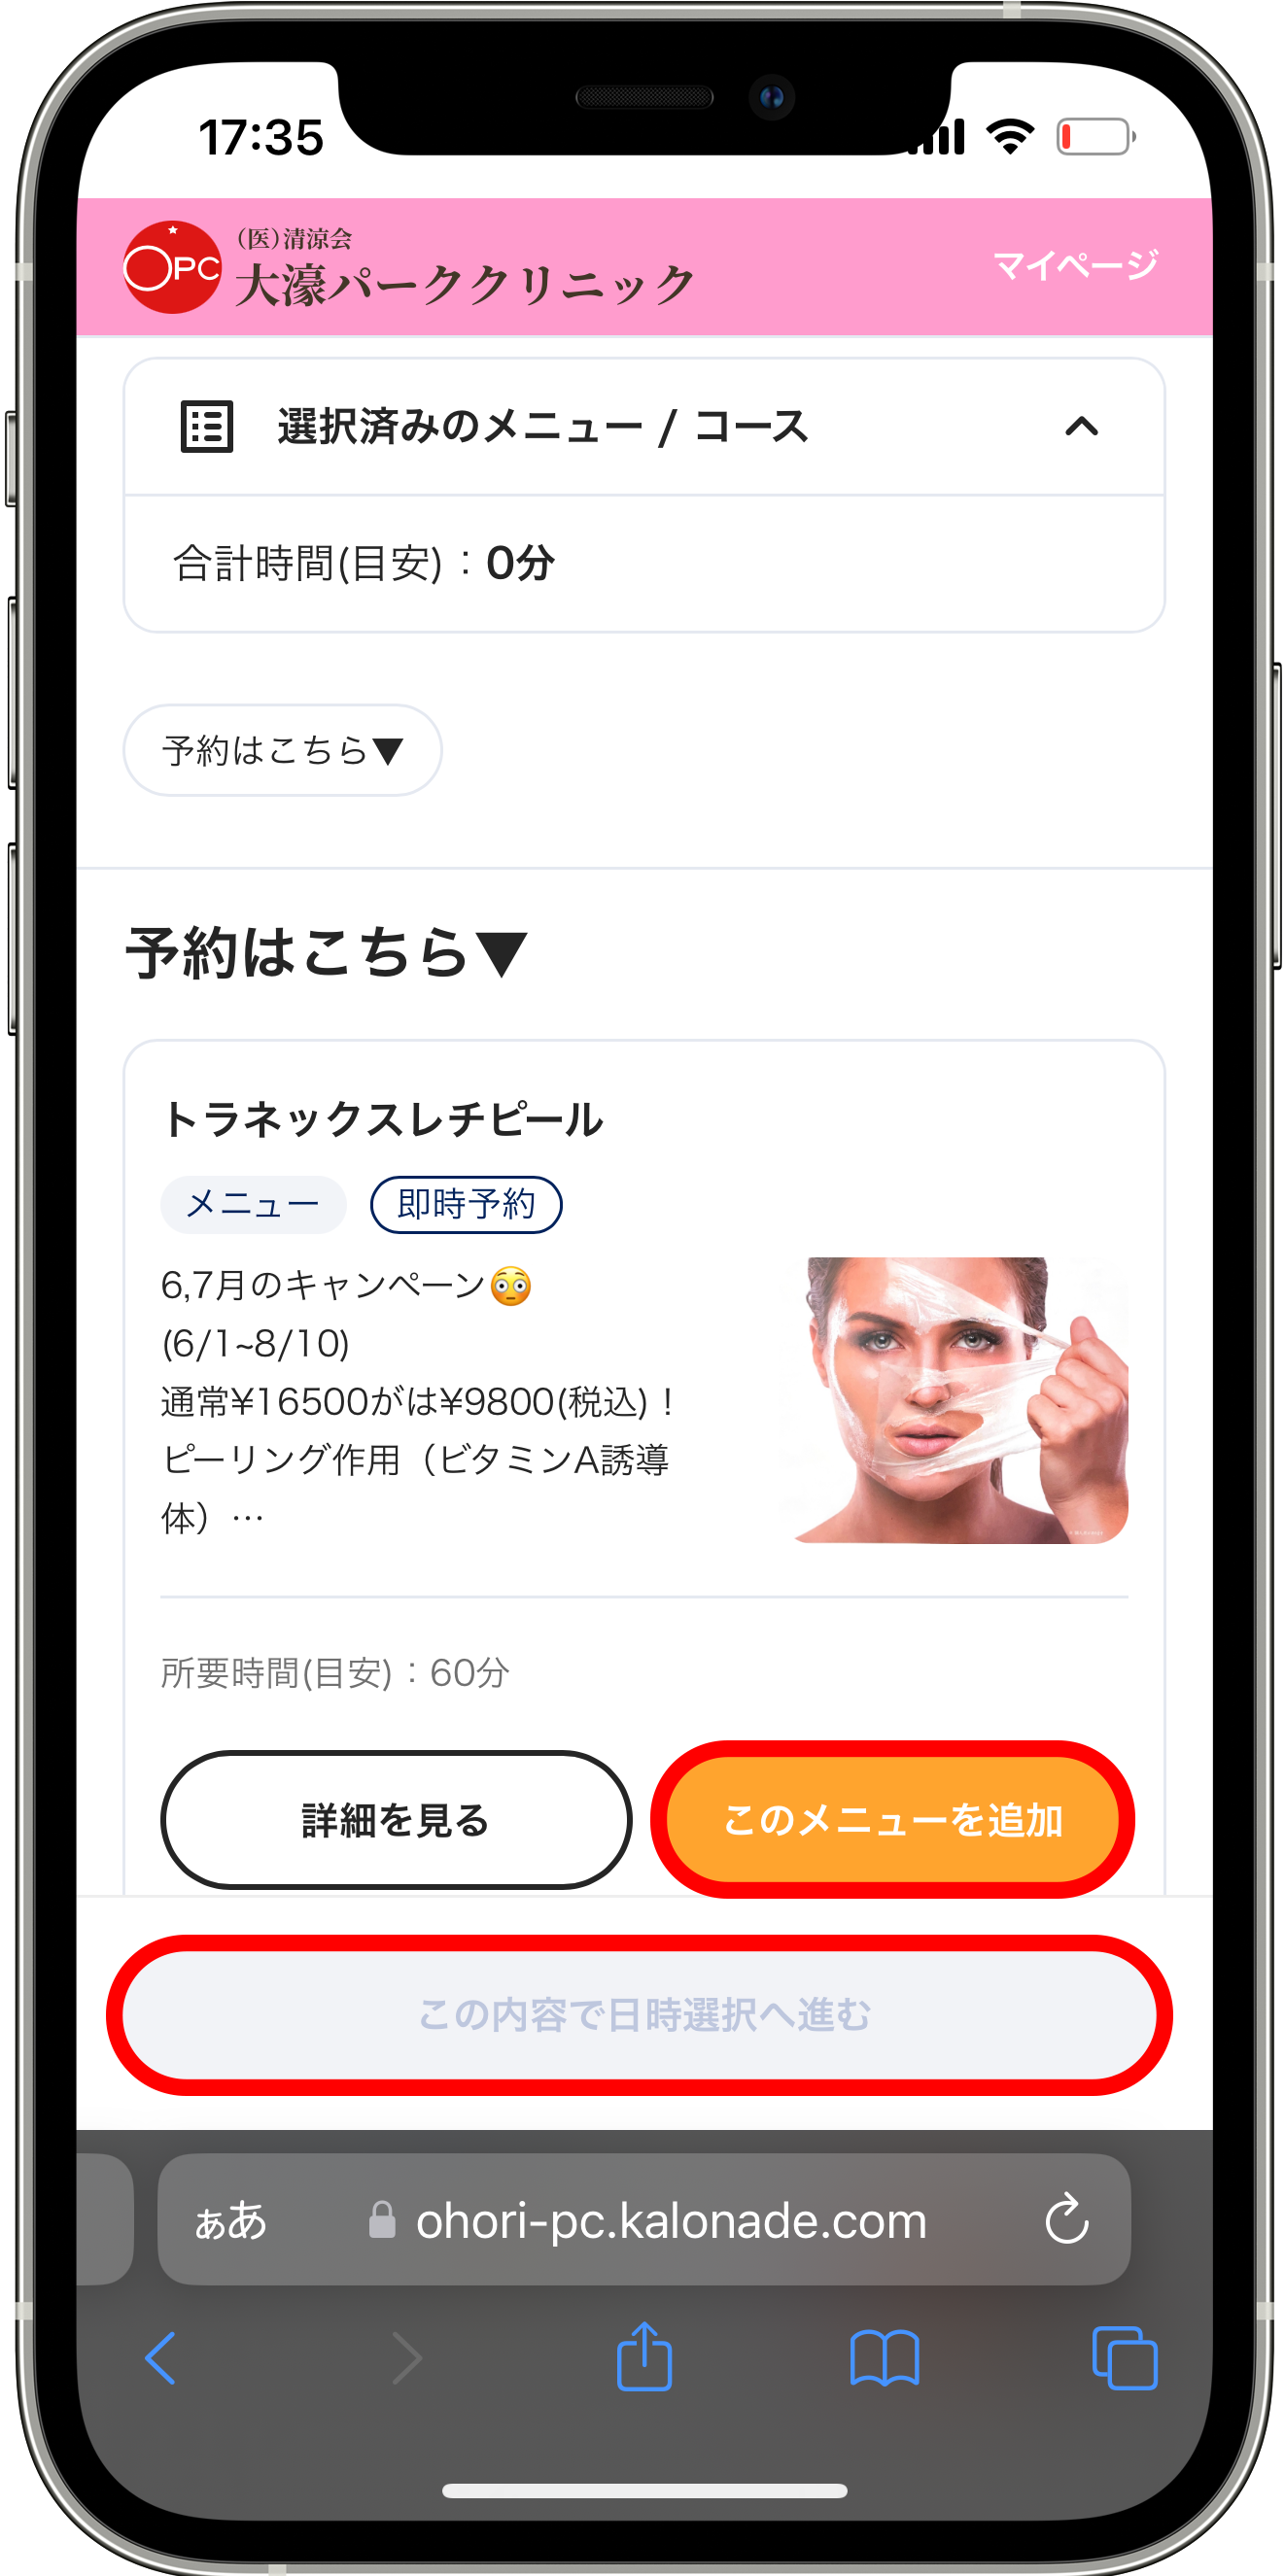 17:35
OPC
(医)清涼会
大濠パーククリニック
マイページ
選択済みのメニュー / コース
合計時間(目安)：0分
予約はこちら▼
予約はこちら▼
トラネックスレチピール
メニュー
即時予約
6,7月のキャンペーン😳
(6/1~8/10)
通常¥16500がは¥9800(税込)！
ピーリング作用（ビタミンA誘導
体）…
所要時間(目安)：60分
詳細を見る
このメニューを追加
この内容で日時選択へ進む
ぁあ
ohori-pc.kalonade.com